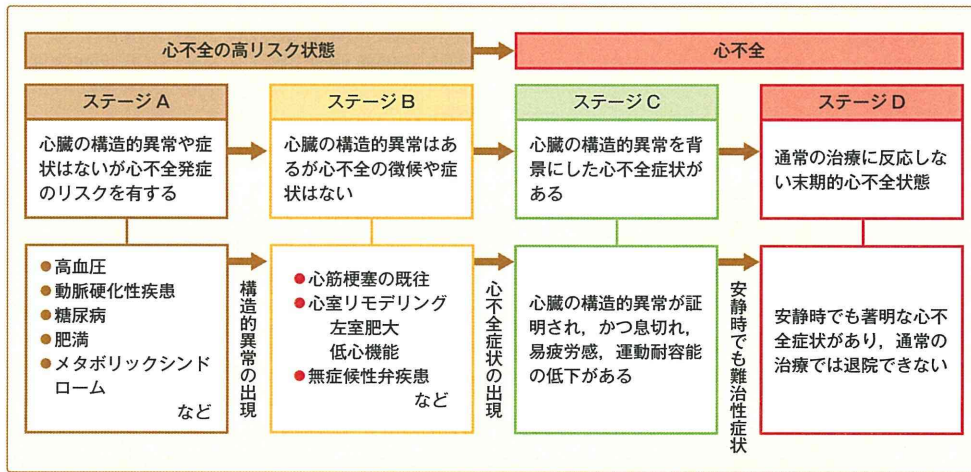 心不全の高リスク状態
心不全
ステージ A
心臓の構造的異常や症
状はないが心不全発症
のリスクを有する
ステージ B
心臓の構造的異常はあ
るが心不全の徴候や症
状はない
ステージ C
心臓の構造的異常を背
景にした心不全症状が
ある
ステージ D
通常の治療に反応しな
い末期的心不全状態
●高血圧
●動脈硬化性疾患
●糖尿病
●肥満
●メタボリックシンド
ローム
など
構造的異常の出現
●心筋梗塞の既往
●心室リモデリング
左室肥大
低心機能
●無症候性弁疾患
など
心不全症状の出現
心臓の構造的異常が証
明され，かつ息切れ，
易疲労感，運動耐容能
の低下がある
安静時でも難治性症状
安静時でも著明な心不
全症状があり，通常の
治療では退院できない